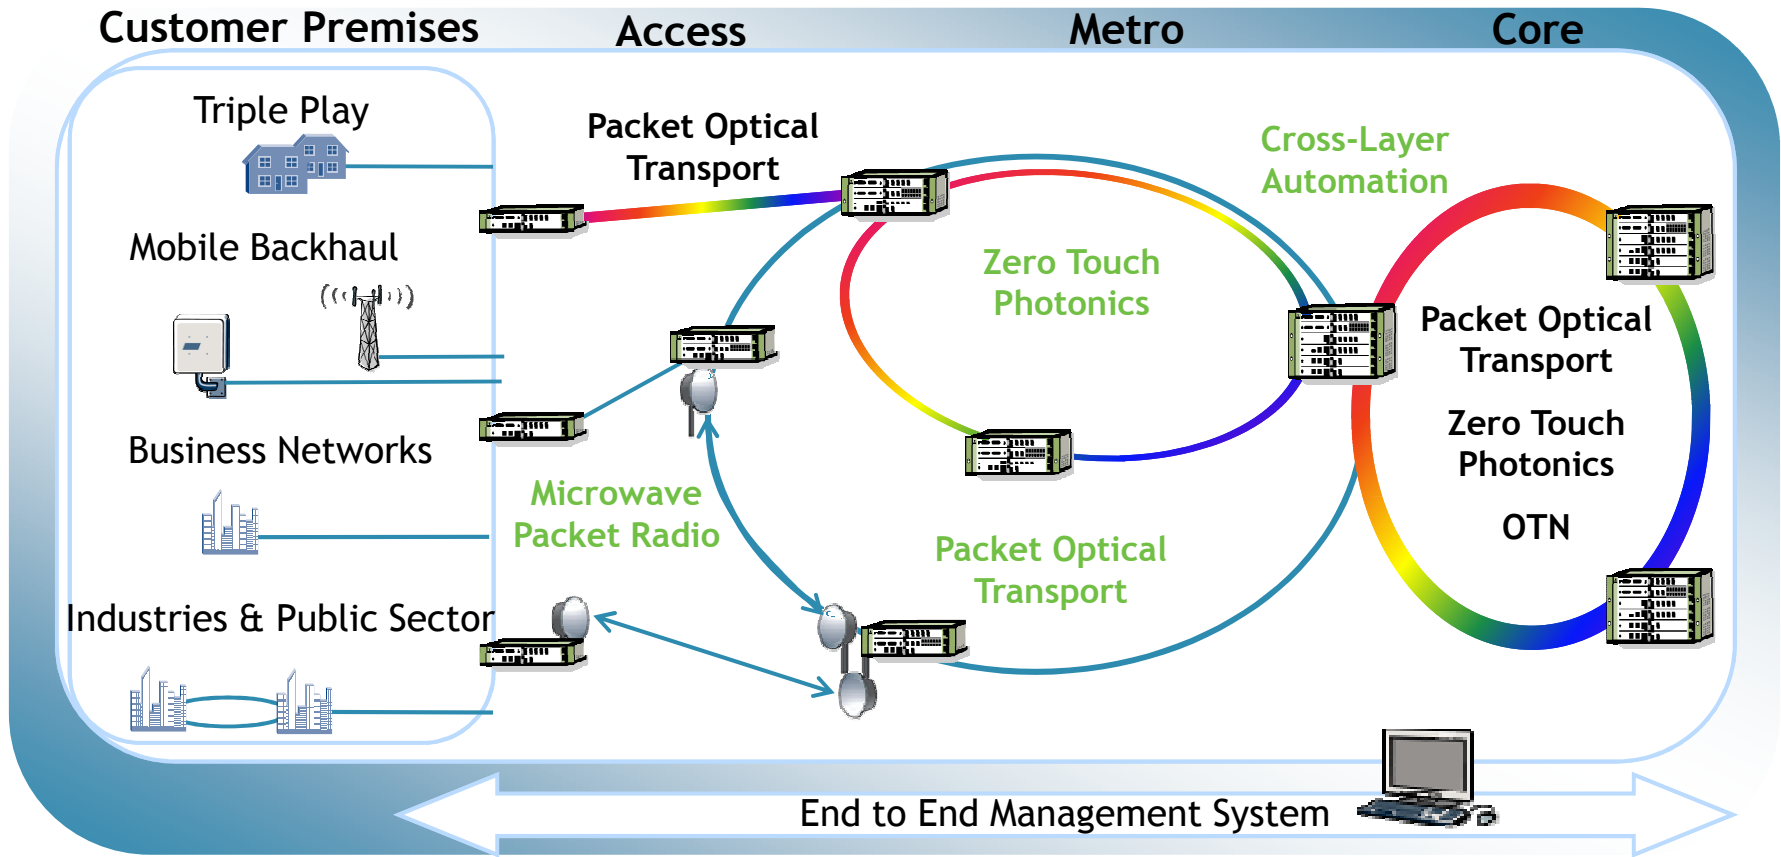 Customer Premises
Access
Metro
Core
Triple Play
Mobile Backhaul
Business Networks
Industries & Public Sector
Packet Optical
Transport
Microwave
Packet Radio
Zero Touch
Photonics
Packet Optical
Transport
Cross-Layer
Automation
Packet Optical
Transport
Zero Touch
Photonics
OTN
End to End Management System